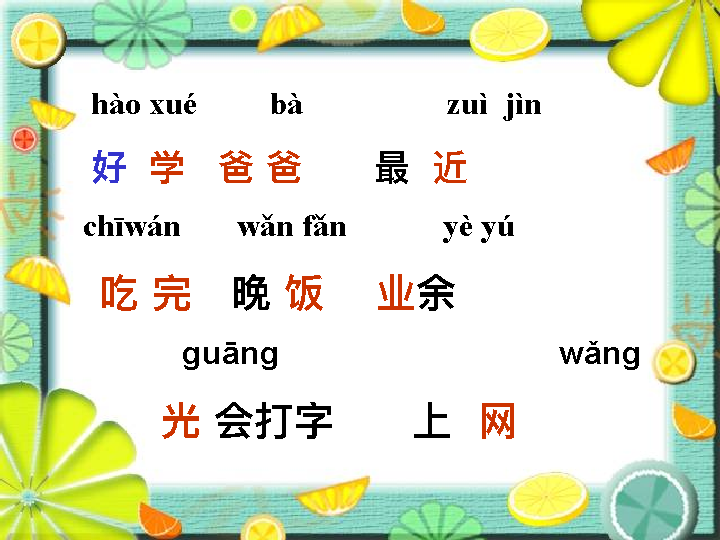 hào xué bà zuì jìn
好 学 爸 爸 最 近
chīwán wǎn fǎn yè yú
吃 完 晚 饭 业余
guāng wǎng
光 会打字 上 网